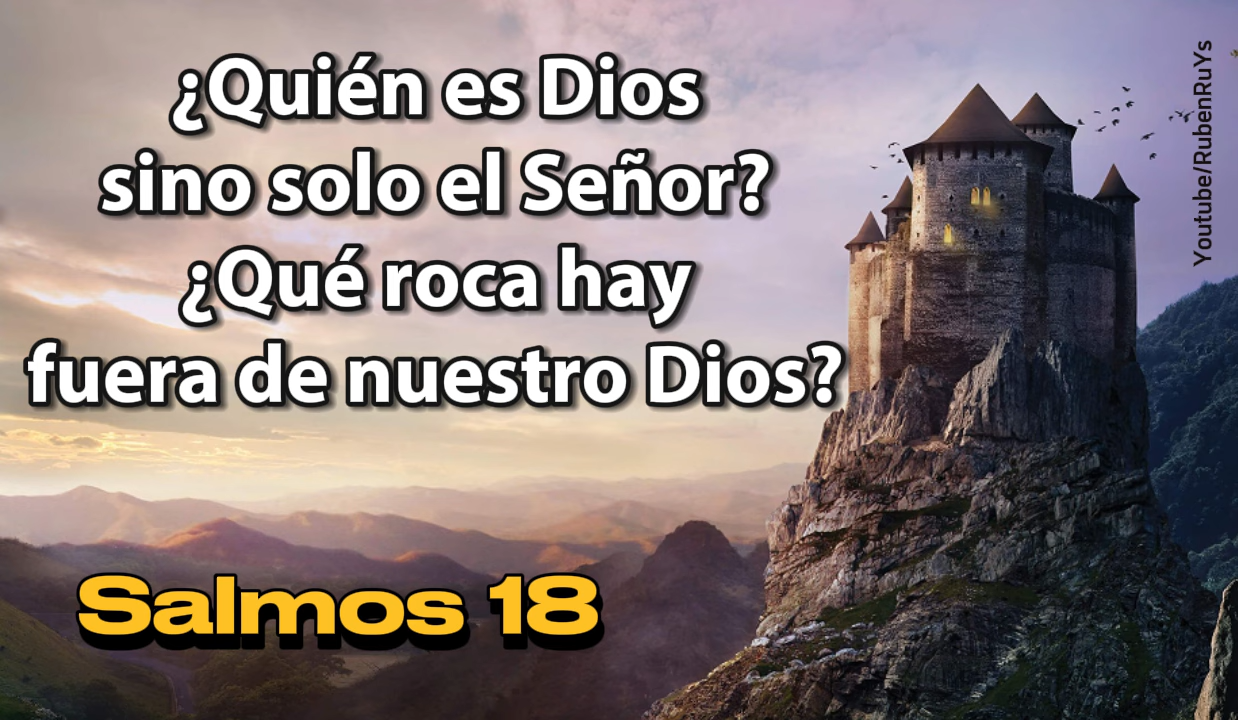 ¿Quién es Dios
sino solo el Señor?
¿Qué roca hay
fuera de nuestro Dios?
Salmos 18
Youtube/RubenRuYs